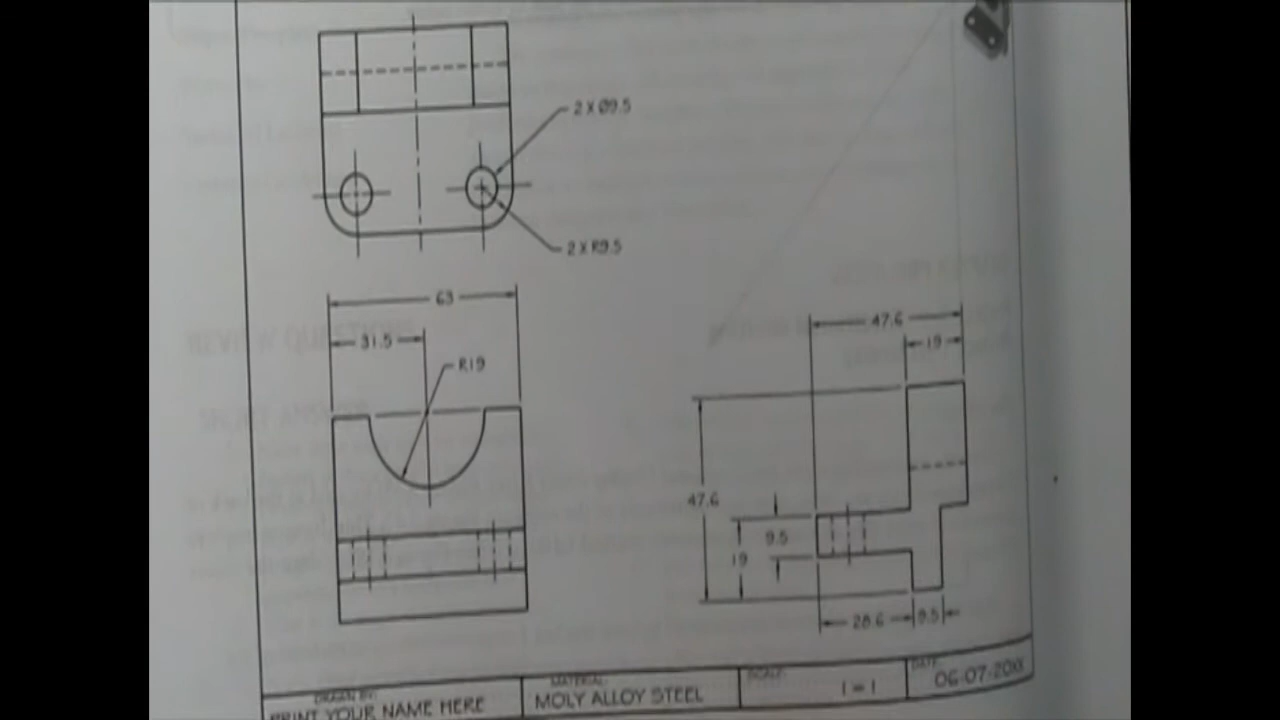 2 X Ø9.5
2 X R9.5
63
31.5
R19
47.6
19
47.6
9.5
19
28.6
9.5
DRAWN BY:
PRINT YOUR NAME HERE
MATERIAL:
MOLY ALLOY STEEL
SCALE:
1 = 1
DATE:
06-07-20XX